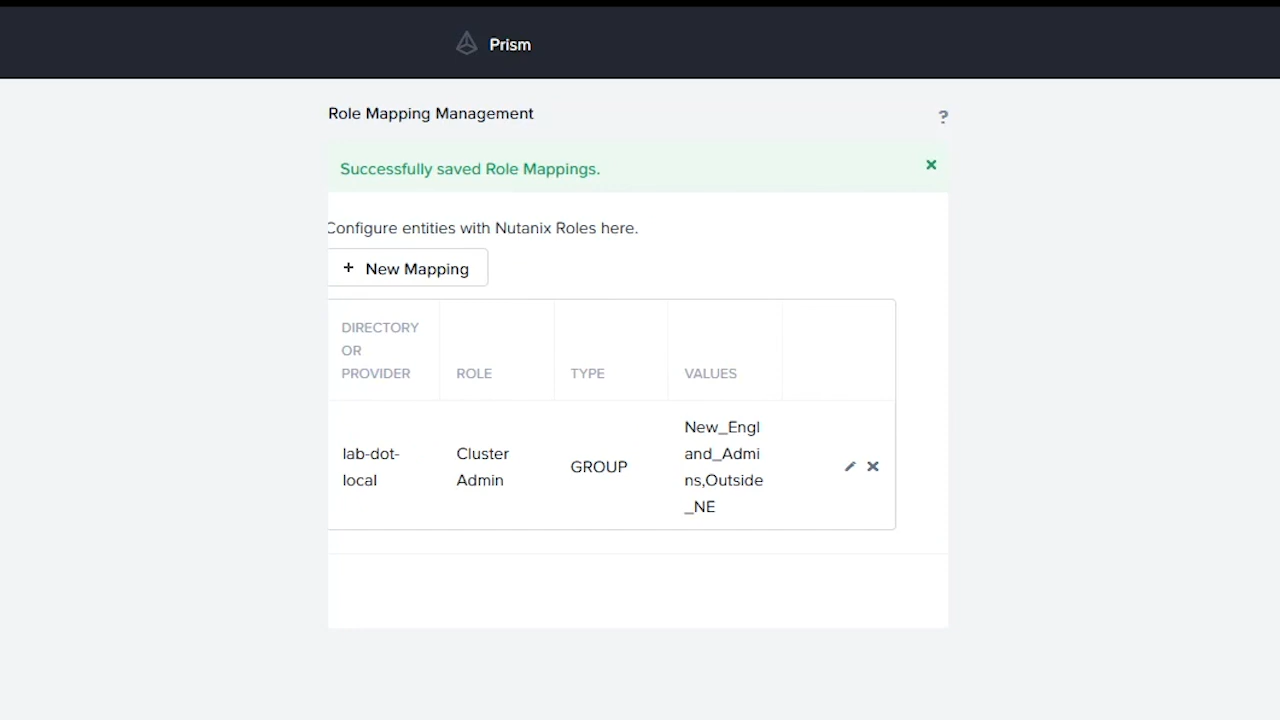 Prism
Role Mapping Management
?
Successfully saved Role Mappings.
Configure entities with Nutanix Roles here.
+ New Mapping
DIRECTORY
OR
PROVIDER
ROLE
TYPE
VALUES
lab-dot-
local
Cluster
Admin
GROUP
New_Engl
and_Admi
ns,Outside
_NE